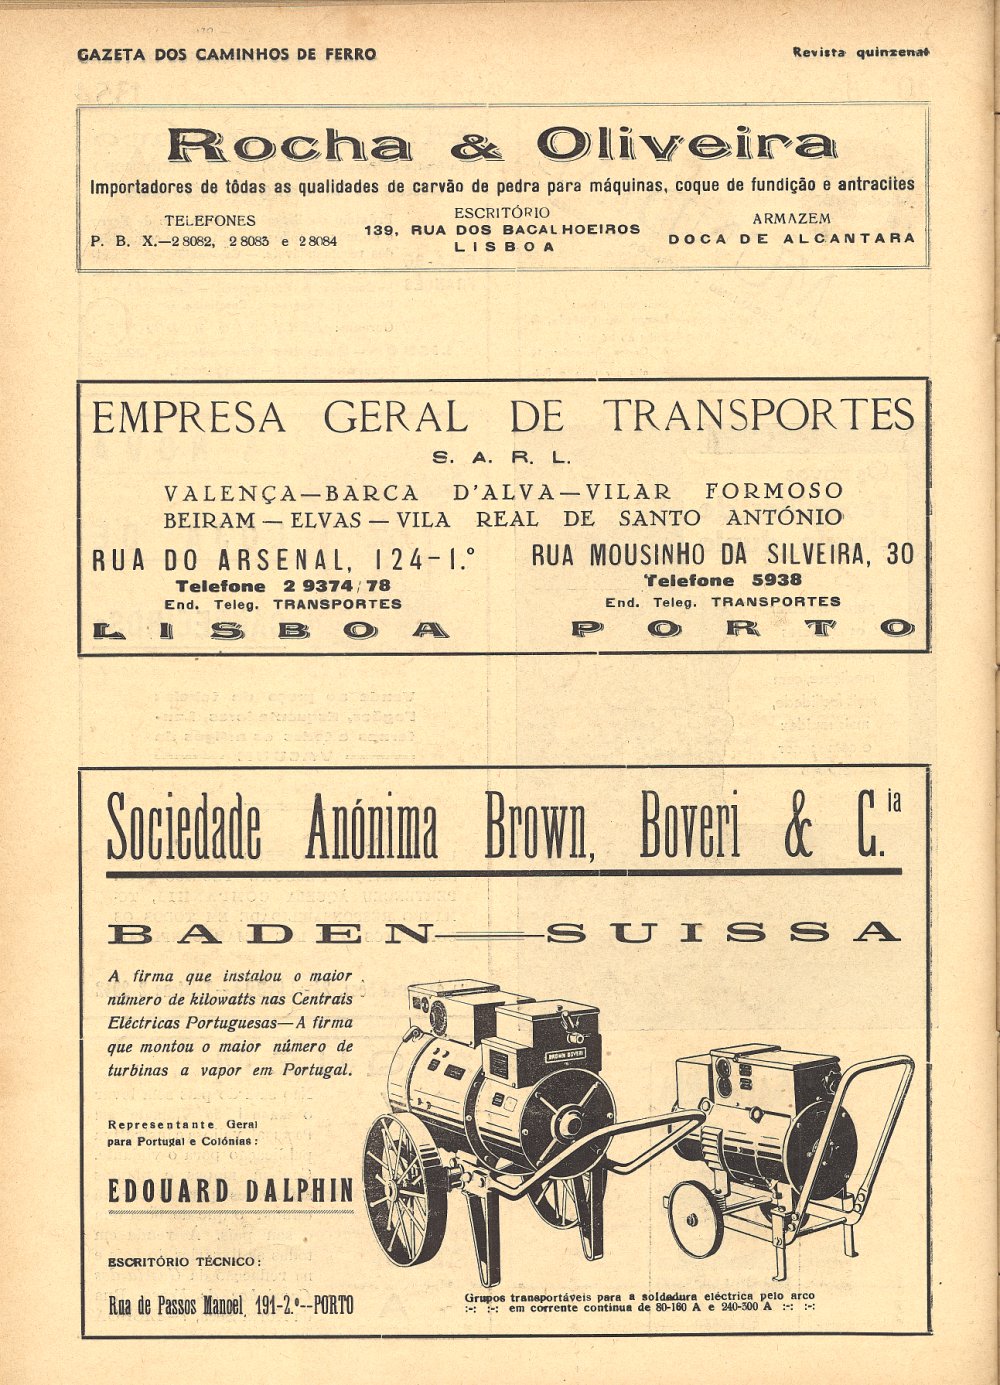 GAZETA DOS CAMINHOS DE FERRO
Revista quinzenal
Rocha & Oliveira
Importadores de tôdas as qualidades de carvão de pedra para máquinas, coque de fundição e antracites
TELEFONES
P. B. X.—2 8082, 2 8083 e 2 8084
ESCRITÓRIO
139, RUA DOS BACALHOEIROS
LISBOA
ARMAZEM
DOCA DE ALCANTARA
EMPRESA GERAL DE TRANSPORTES
S. A. R. L.
VALENÇA—BARCA D'ALVA—VILAR FORMOSO
BEIRAM—ELVAS—VILA REAL DE SANTO ANTÓNIO
RUA DO ARSENAL, 124-1.º
Telefone 2 9374/78
End. Teleg. TRANSPORTES
LISBOA
RUA MOUSINHO DA SILVEIRA, 30
Telefone 5938
End. Teleg. TRANSPORTES
PORTO
Sociedade Anónima Brown, Boveri & C.ia
BADEN—SUISSA
A firma que instalou o maior
número de kilowatts nas Centrais
Eléctricas Portuguesas—A firma
que montou o maior número de
turbinas a vapor em Portugal.
Representante Geral
para Portugal e Colónias:
EDOUARD DALPHIN
ESCRITÓRIO TÉCNICO:
Rua de Passos Manoel, 191-2.º--PORTO
BROWN BOVERI
Grupos transportáveis para a soldadura eléctrica pelo arco
:-: :-: em corrente contínua de 80-160 A e 240-300 A :-: :-: